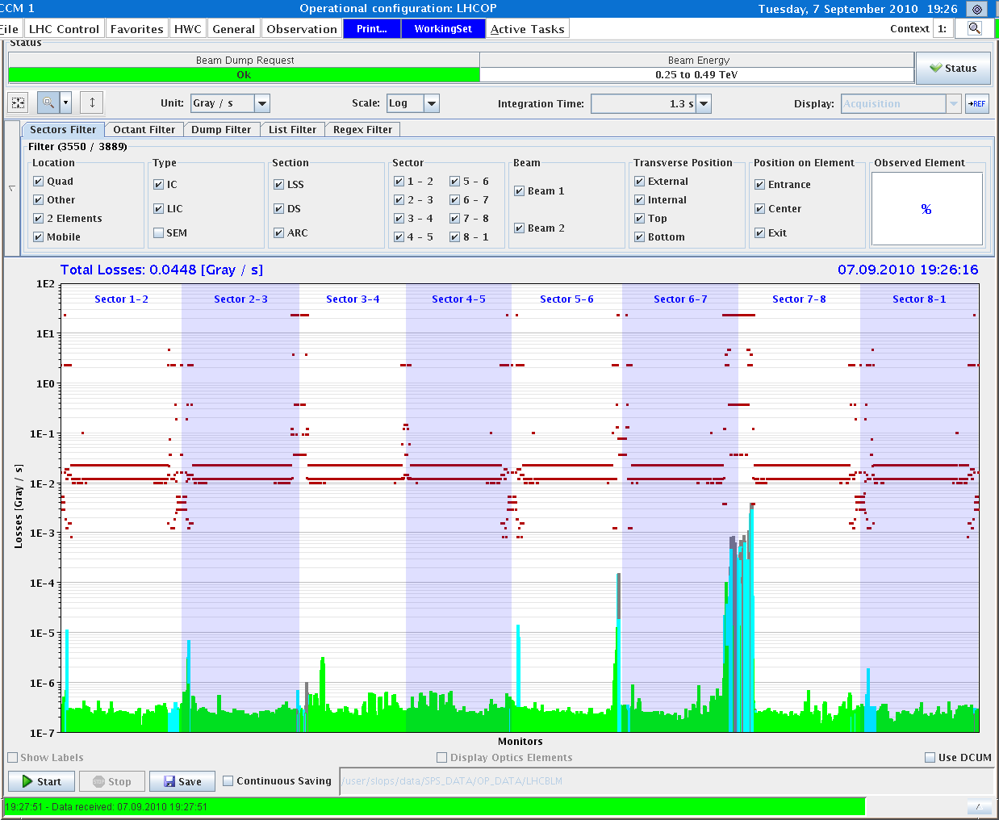 CCM 1 Operational configuration: LHCOP Tuesday, 7 September 2010 19:26
File LHC Control Favorites HWC General Observation Print... WorkingSet Active Tasks Context 1:
Status
Beam Dump Request Beam Energy
Ok 0.25 to 0.49 TeV Status
Unit: Gray / s Scale: Log Integration Time: 1.3 s Display: Acquisition →REF
Sectors Filter Octant Filter Dump Filter List Filter Regex Filter
Filter (3550 / 3889)
Location Type Section Sector Beam Transverse Position Position on Element Observed Element
Quad IC LSS 1 - 2 5 - 6 Beam 1 External Entrance
Other LIC DS 2 - 3 6 - 7 Internal Center %
2 Elements SEM ARC 3 - 4 7 - 8 Beam 2 Top Exit
Mobile 4 - 5 8 - 1 Bottom
Total Losses: 0.0448 [Gray / s] 07.09.2010 19:26:16
1E2
Sector 1-2 Sector 2-3 Sector 3-4 Sector 4-5 Sector 5-6 Sector 6-7 Sector 7-8 Sector 8-1
1E1
1E0
1E-1
1E-2
1E-3
1E-4
1E-5
1E-6
1E-7
Losses [Gray / s]
Monitors
Show Labels Display Optics Elements Use DCUM
Start STOP Stop Save Continuous Saving /user/slops/data/SPS_DATA/OP_DATA/LHCBLM
19:27:51 - Data received: 07.09.2010 19:27:51